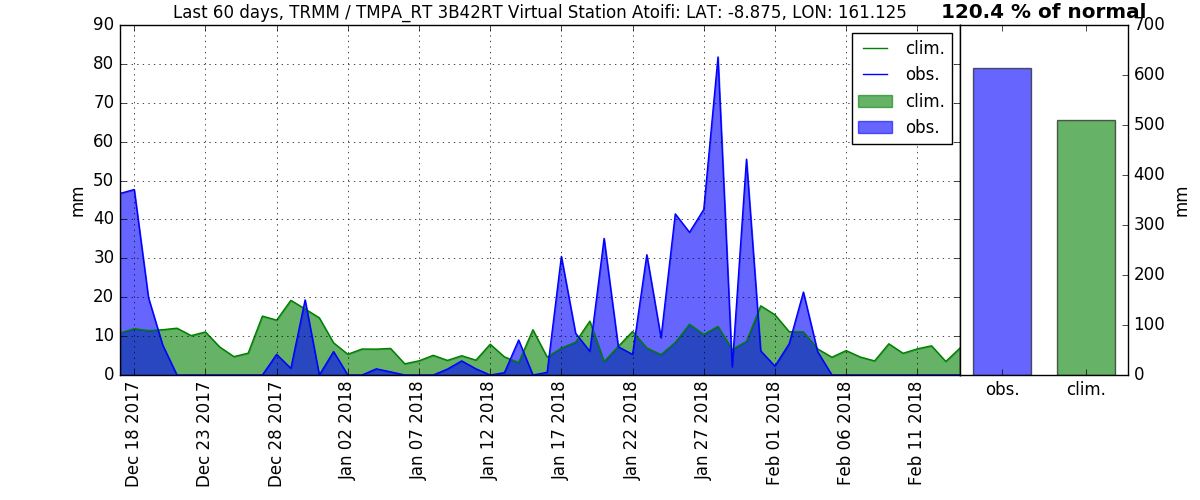 Last 60 days, TRMM / TMPA_RT 3B42RT Virtual Station Atoifi: LAT: -8.875, LON: 161.125
120.4 % of normal
90
80
70
60
50
40
30
20
10
0
mm
clim.
obs.
clim.
obs.
Dec 18 2017
Dec 23 2017
Dec 28 2017
Jan 02 2018
Jan 07 2018
Jan 12 2018
Jan 17 2018
Jan 22 2018
Jan 27 2018
Feb 01 2018
Feb 06 2018
Feb 11 2018
700
600
500
400
300
200
100
0
mm
obs.
clim.